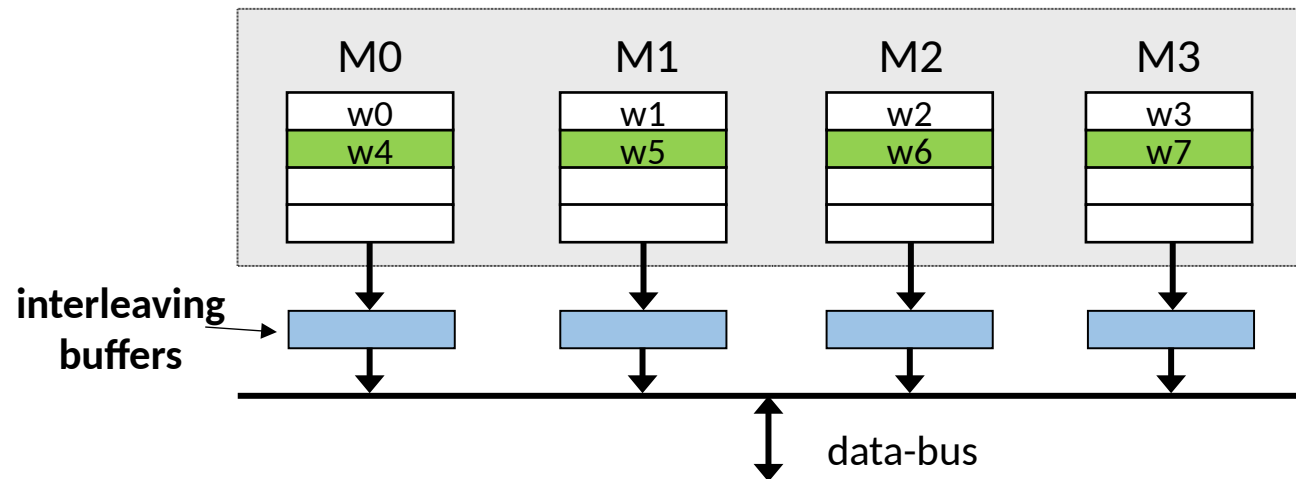 M0 M1 M2 M3
w0 w1 w2 w3
w4 w5 w6 w7
interleaving
buffers
data-bus